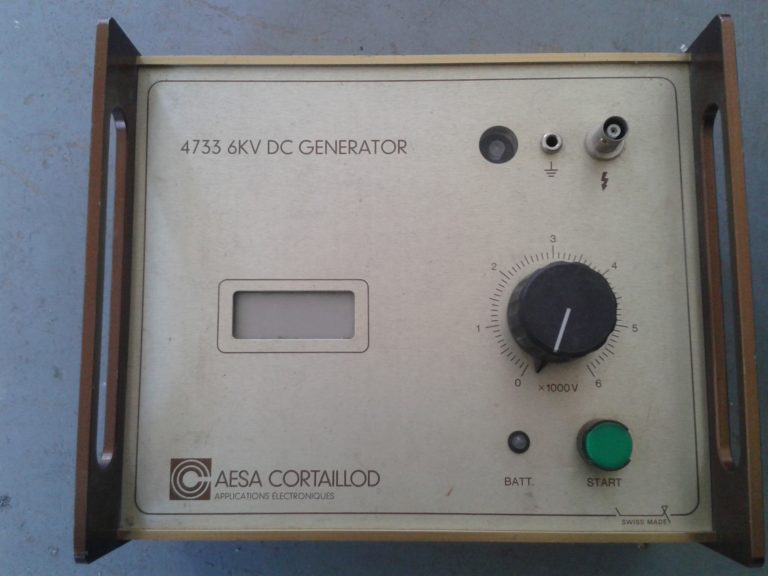 4733 6KV DC GENERATOR
3
2
4
1
5
0
×1000V
6
BATT.
START
AESA CORTAILLOD
APPLICATIONS ÉLECTRONIQUES
SWISS MADE